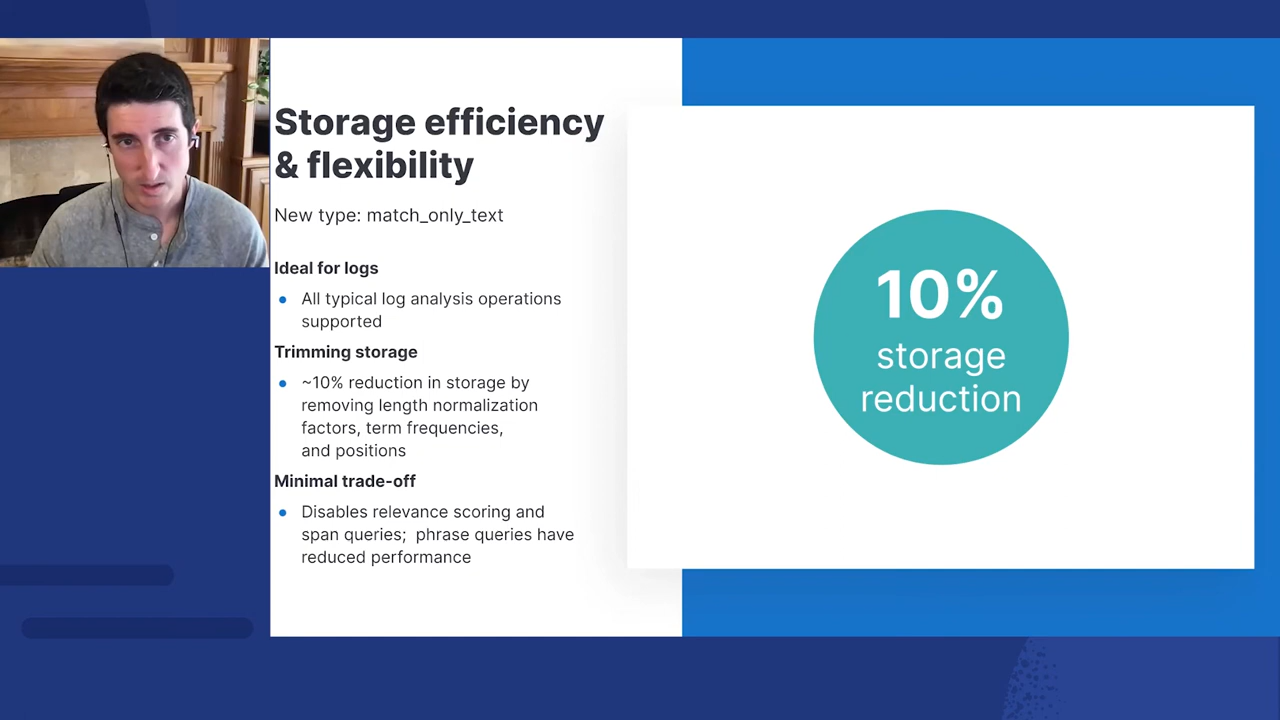 Storage efficiency
& flexibility
New type: match_only_text
Ideal for logs
All typical log analysis operations
supported
Trimming storage
~10% reduction in storage by
removing length normalization
factors, term frequencies,
and positions
Minimal trade-off
Disables relevance scoring and
span queries; phrase queries have
reduced performance
10%
storage
reduction